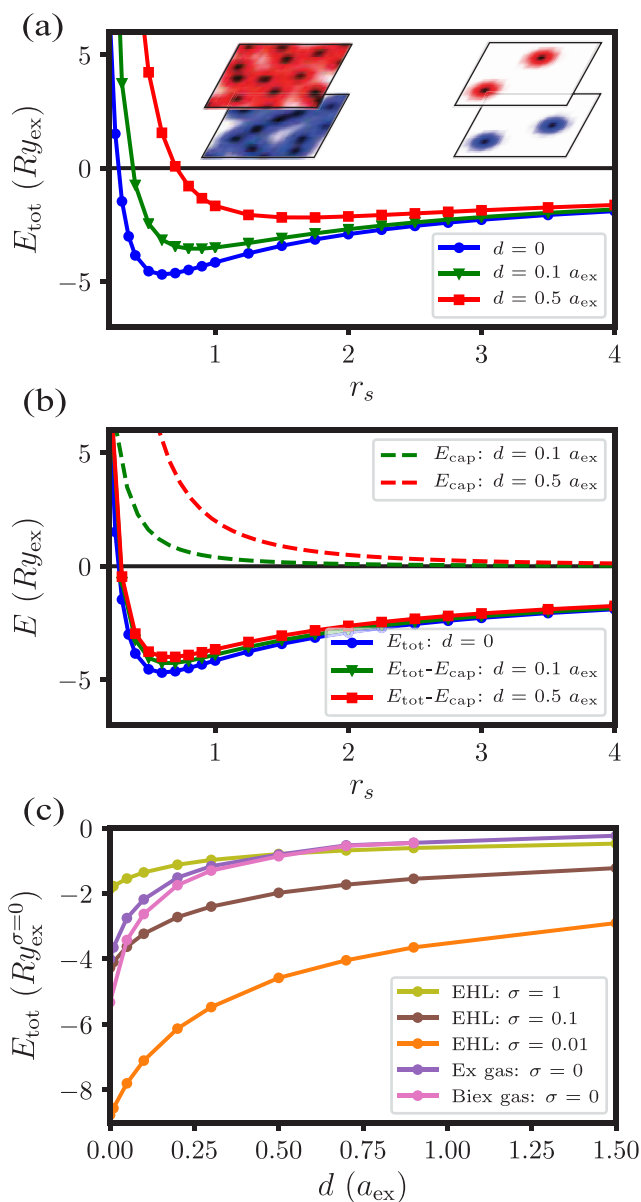 (a)
5
0
−5
E_tot (Ry_ex)
d = 0
d = 0.1 a_ex
d = 0.5 a_ex
1 2 3 4
r_s
(b)
5
0
−5
E (Ry_ex)
E_cap: d = 0.1 a_ex
E_cap: d = 0.5 a_ex
E_tot: d = 0
E_tot-E_cap: d = 0.1 a_ex
E_tot-E_cap: d = 0.5 a_ex
1 2 3 4
r_s
(c)
0
−2
−4
−6
−8
E_tot (Ry_ex^σ=0)
EHL: σ = 1
EHL: σ = 0.1
EHL: σ = 0.01
Ex gas: σ = 0
Biex gas: σ = 0
0.00 0.25 0.50 0.75 1.00 1.25 1.50
d (a_ex)